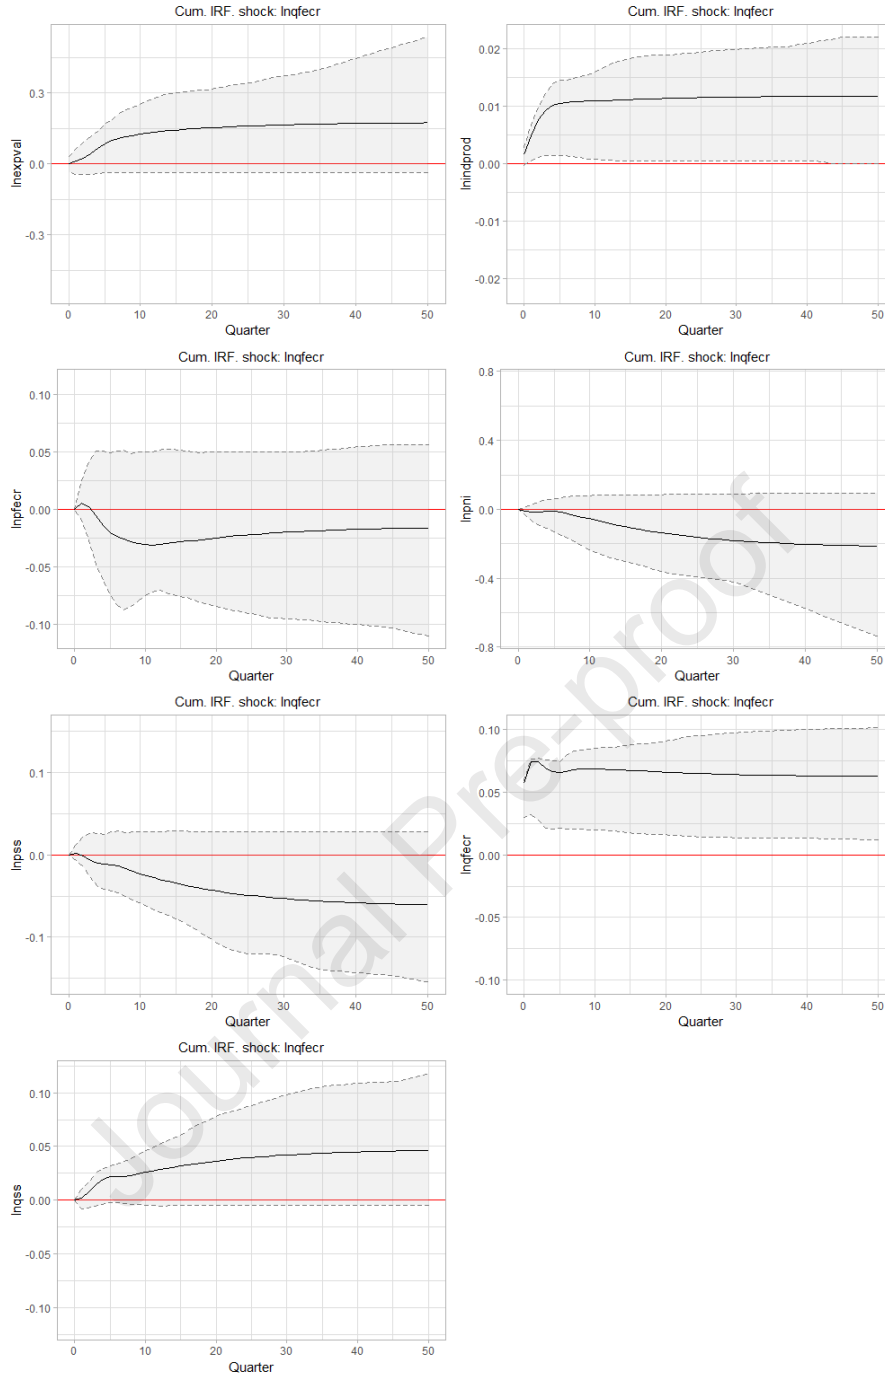 Cum. IRF. shock: lnqfecr
lnexpval
0.3
0.0
-0.3
0 10 20 30 40 50
Quarter
Cum. IRF. shock: lnqfecr
lnindprod
0.02
0.01
0.00
-0.01
-0.02
0 10 20 30 40 50
Quarter
Cum. IRF. shock: lnqfecr
lnpfecr
0.10
0.05
0.00
-0.05
-0.10
0 10 20 30 40 50
Quarter
Cum. IRF. shock: lnqfecr
lnpni
0.8
0.4
0.0
-0.4
-0.8
0 10 20 30 40 50
Quarter
Cum. IRF. shock: lnqfecr
lnpss
0.1
0.0
-0.1
0 10 20 30 40 50
Quarter
Cum. IRF. shock: lnqfecr
lnqfecr
0.10
0.05
0.00
-0.05
-0.10
0 10 20 30 40 50
Quarter
Cum. IRF. shock: lnqfecr
lnqss
0.10
0.05
0.00
-0.05
-0.10
0 10 20 30 40 50
Quarter
Journal Pre-proof